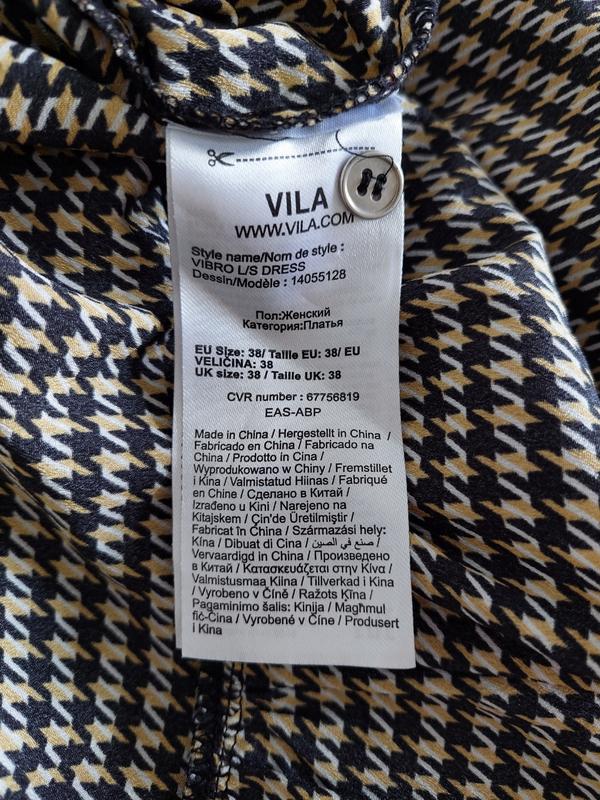 VILA
WWW.VILA.COM
Style name/Nom de style :
VIBRO L/S DRESS
Dessin/Modèle : 14055128
Пол:Женский
Категория:Платья
EU Size: 38/ Taille EU: 38/ EU
VELIČINA: 38
UK size: 38 / Taille UK: 38
CVR number : 67756819
EAS-ABP
Made in China / Hergestellt in China /
Fabricado en China / Fabricado na
China / Prodotto in Cina /
Wyprodukowano w Chiny / Fremstillet
i Kina / Valmistatud Hiinas / Fabriqué
en Chine / Сделано в Китай /
Izrađeno u Kini / Narejeno na
Kitajskem / Çin'de Üretilmiştir /
Fabricat în China / Származási hely:
Kína / Dibuat di Cina / صنع في الصين /
Vervaardigd in China / Произведено
в Китай / Κατασκευάζεται στην Κίνα /
Valmistusmaa Kiina / Tillverkad i Kina
/ Vyrobeno v Číně / Ražots Ķīna /
Pagaminimo šalis: Kinija / Magħmul
fiċ-Ċina / Vyrobené v Číne / Produsert
i Kina